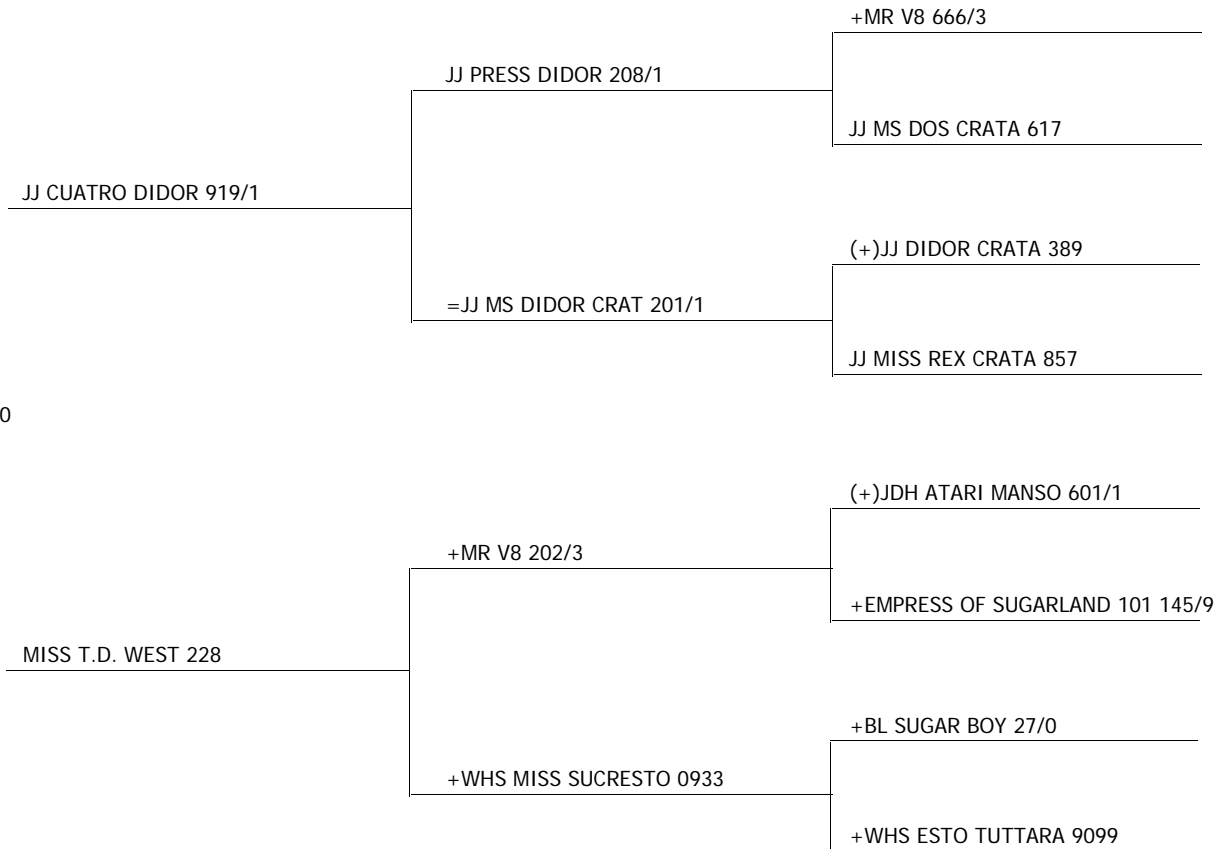 +MR V8 666/3
JJ PRESS DIDOR 208/1
JJ MS DOS CRATA 617
JJ CUATRO DIDOR 919/1
(+)JJ DIDOR CRATA 389
=JJ MS DIDOR CRAT 201/1
JJ MISS REX CRATA 857
0
(+)JDH ATARI MANSO 601/1
+MR V8 202/3
+EMPRESS OF SUGARLAND 101 145/9
MISS T.D. WEST 228
+BL SUGAR BOY 27/0
+WHS MISS SUCRESTO 0933
+WHS ESTO TUTTARA 9099